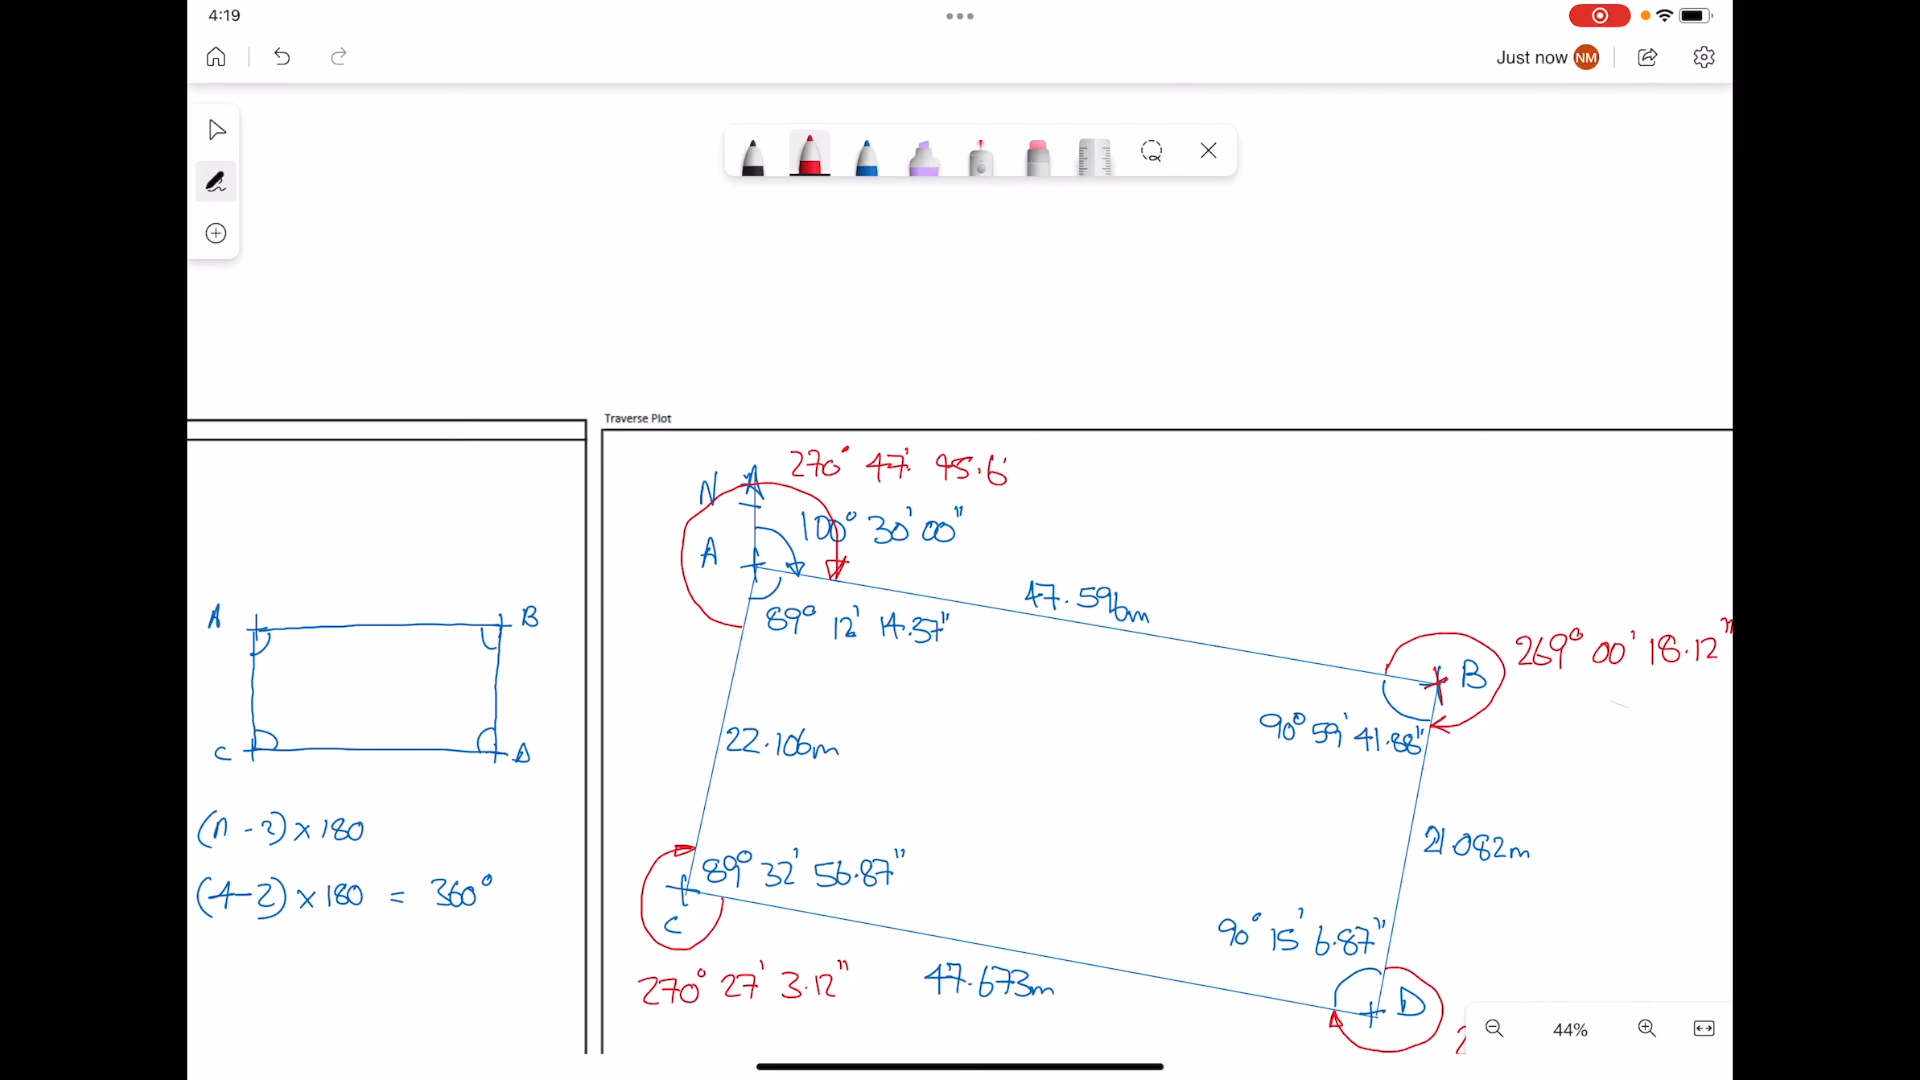 4:19
Just now NM
Traverse Plot
270° 47' 45.6'
N
100° 30' 00"
A
89° 12' 14.37"
47.596m
A B
269° 00' 18.12"
B
90° 59' 41.88"
22.106m
C D
(n - 2) x 180
21.082m
89° 32' 56.87"
(4-2) x 180 = 360°
C
90° 15' 6.87"
270° 27' 3.12"
47.673m
D
44%